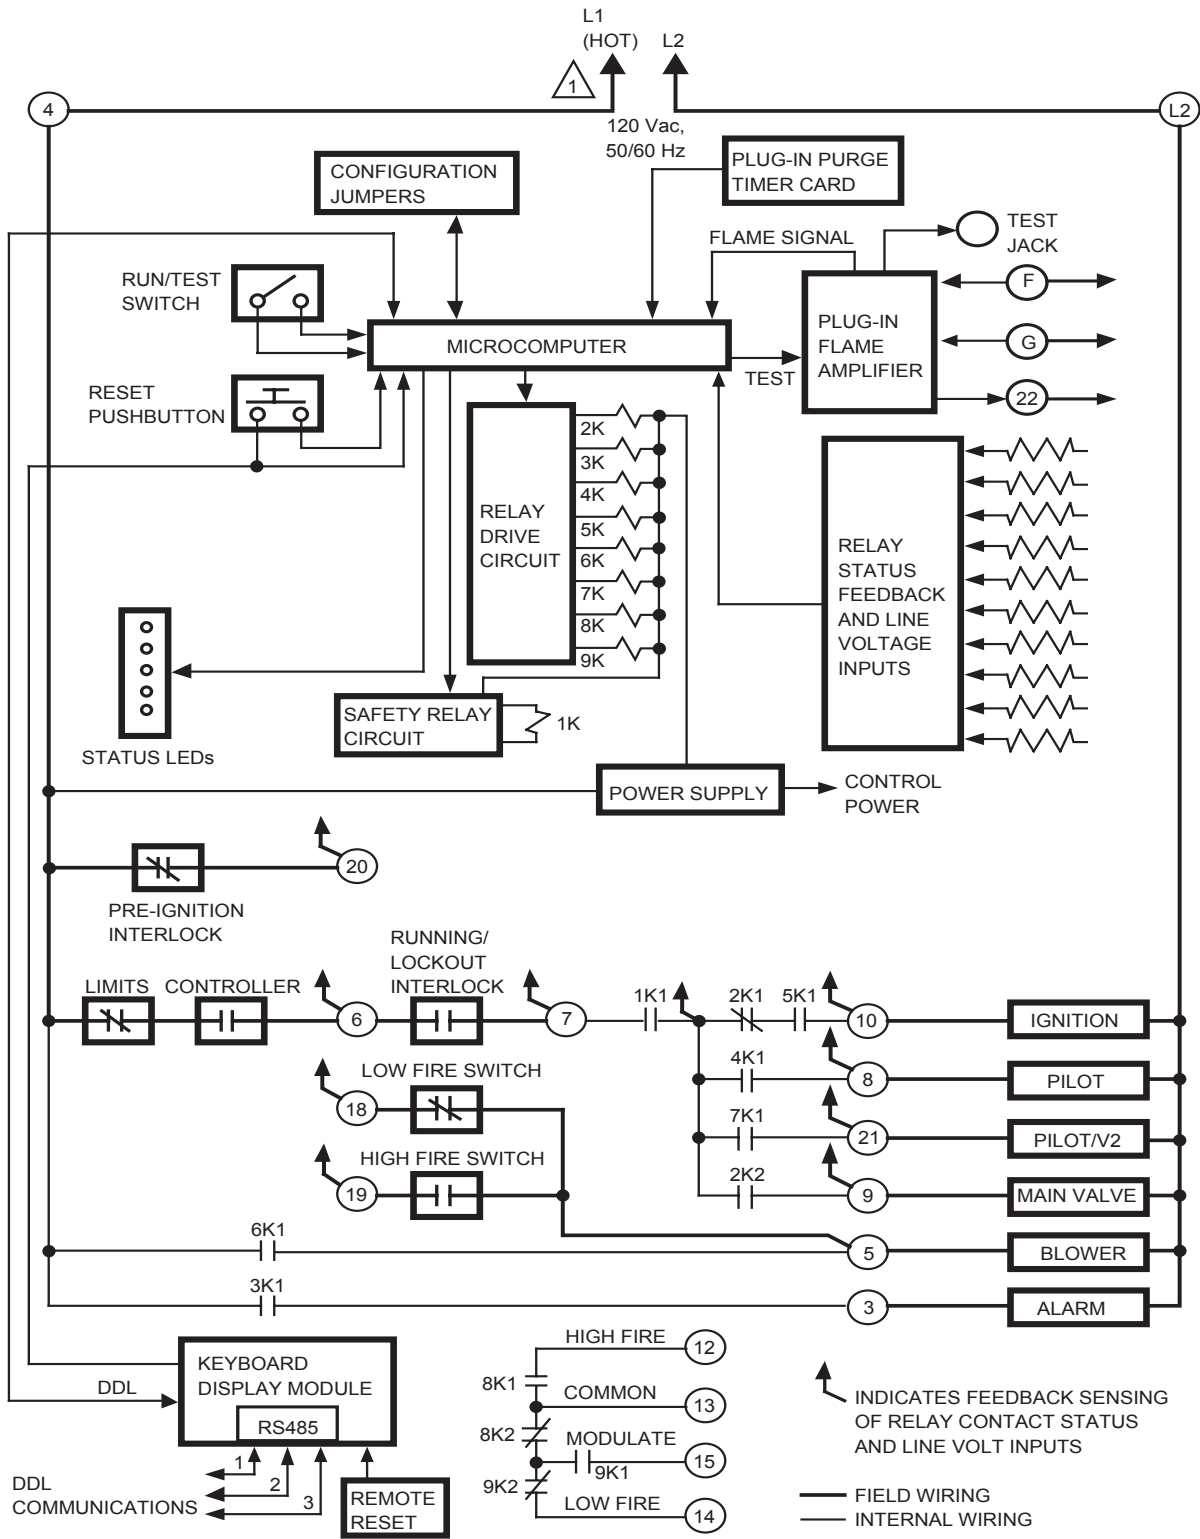 L1
(HOT)
L2
1
4
L2
120 Vac,
50/60 Hz
CONFIGURATION
JUMPERS
PLUG-IN PURGE
TIMER CARD
FLAME SIGNAL
TEST
JACK
RUN/TEST
SWITCH
F
MICROCOMPUTER
PLUG-IN
FLAME
AMPLIFIER
G
TEST
22
RESET
PUSHBUTTON
RELAY
DRIVE
CIRCUIT
2K
3K
4K
5K
6K
7K
8K
9K
RELAY
STATUS
FEEDBACK
AND LINE
VOLTAGE
INPUTS
STATUS LEDs
SAFETY RELAY
CIRCUIT
1K
POWER SUPPLY
CONTROL
POWER
20
PRE-IGNITION
INTERLOCK
LIMITS
CONTROLLER
6
RUNNING/
LOCKOUT
INTERLOCK
7
1K1
2K1
5K1
10
IGNITION
LOW FIRE SWITCH
18
4K1
8
PILOT
7K1
21
PILOT/V2
HIGH FIRE SWITCH
19
2K2
9
MAIN VALVE
6K1
5
BLOWER
3K1
3
ALARM
KEYBOARD
DISPLAY MODULE
RS485
DDL
1
2
3
DDL
COMMUNICATIONS
REMOTE
RESET
HIGH FIRE
12
8K1
COMMON
13
8K2
MODULATE
15
9K1
9K2
LOW FIRE
14
INDICATES FEEDBACK SENSING
OF RELAY CONTACT STATUS
AND LINE VOLT INPUTS
FIELD WIRING
INTERNAL WIRING